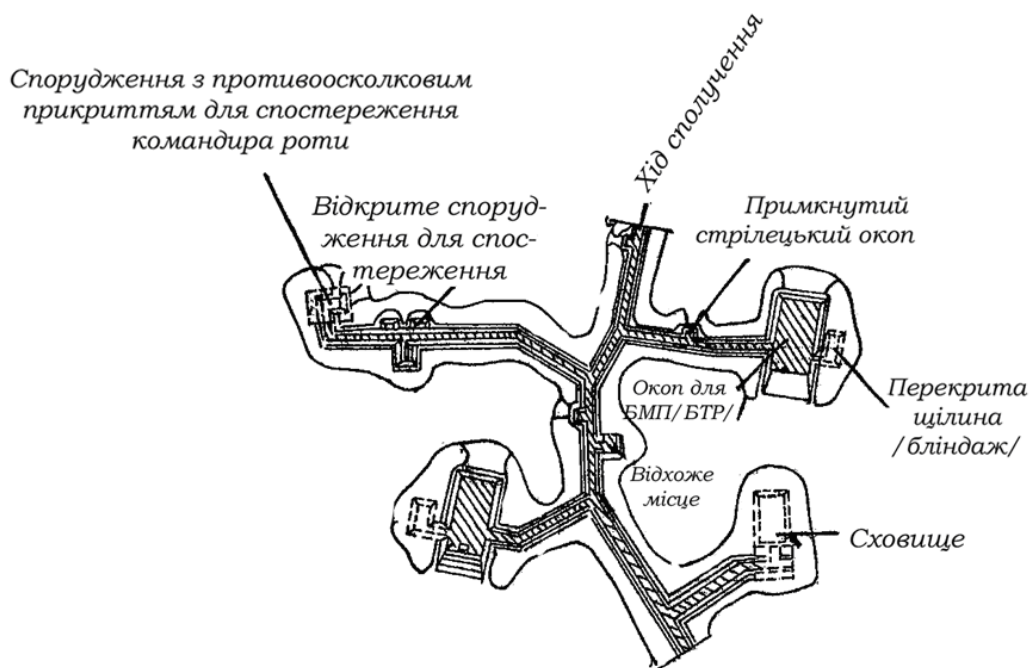 Спорудження з противоосколковим
прикриттям для спостереження
командира роти
Відкрите споруд-
ження для спос-
тереження
Хід сполучення
Примкнутий
стрілецький окоп
Окоп для
БМП/ БТР/
Перекрита
щілина
/бліндаж/
Відхоже
місце
Сховище